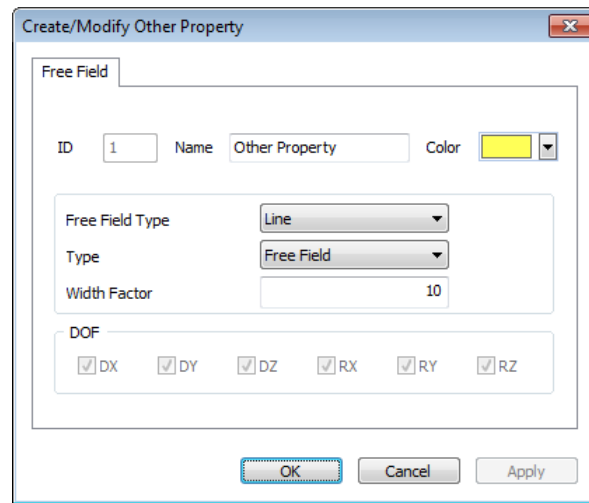 Create/Modify Other Property
Free Field
ID 1 Name Other Property Color
Free Field Type Line
Type Free Field
Width Factor 10
DOF
DX DY DZ RX RY RZ
OK Cancel Apply